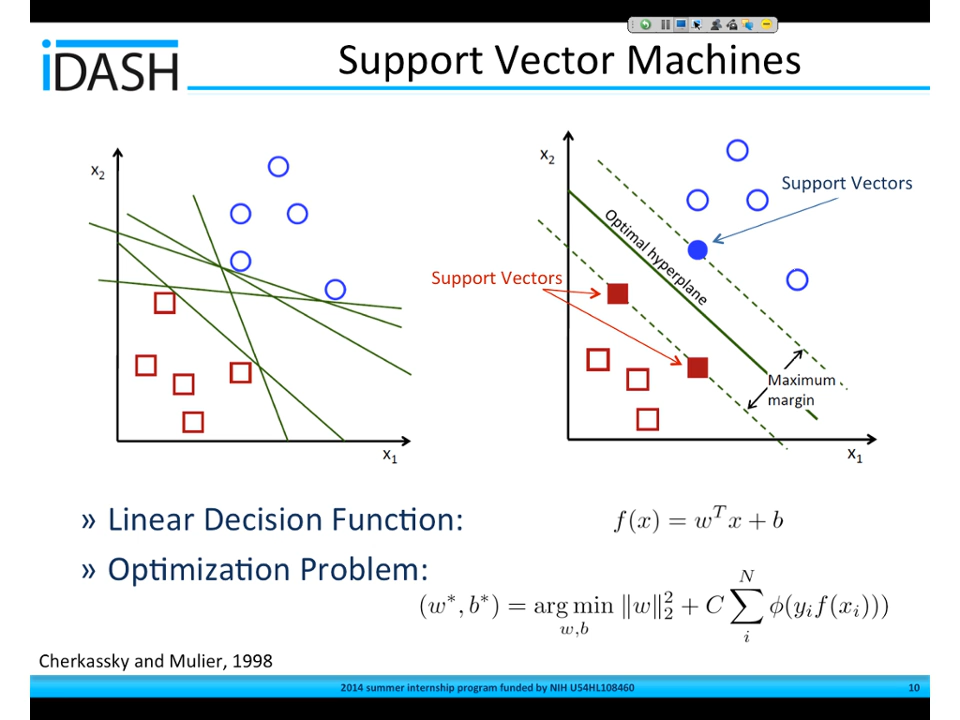 iDASH
Support Vector Machines
x2
x1
x2
Support Vectors
Optimal hyperplane
Support Vectors
Maximum
margin
x1
» Linear Decision Function:
f(x) = w^T x + b
» Optimization Problem:
(w*, b*) = arg min_{w,b} ‖w‖_2^2 + C ∑_i^N ϕ(y_i f(x_i)))
Cherkassky and Mulier, 1998
2014 summer internship program funded by NIH U54HL108460
10